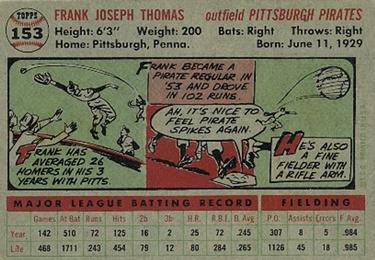 TOPPS
153
FRANK JOSEPH THOMAS outfield PITTSBURGH PIRATES
Height: 6'3" Weight: 200 Bats: Right Throws: Right
Home: Pittsburgh, Penna. Born: June 11, 1929
FRANK BECAME A
PIRATE REGULAR IN
'53 AND DROVE IN
102 RUNS.
AH, IT'S NICE TO
FEEL PIRATE
SPIKES AGAIN.
FRANK HAS
AVERAGED 26
HOMERS IN HIS 3
YEARS WITH PITTS.
HE'S ALSO A
FINE FIELDER
WITH A
RIFLE ARM.
MAJOR LEAGUE BATTING RECORD FIELDING
Games At Bat Runs Hits 2b 3b H.R. R.B.I. B. Avg. P.O. Assists Errors F. Avg.
Year 142 510 72 125 16 2 25 72 .245 307 8 5 .984
Life 468 1711 243 454 79 12 80 284 .265 1126 45 18 .985